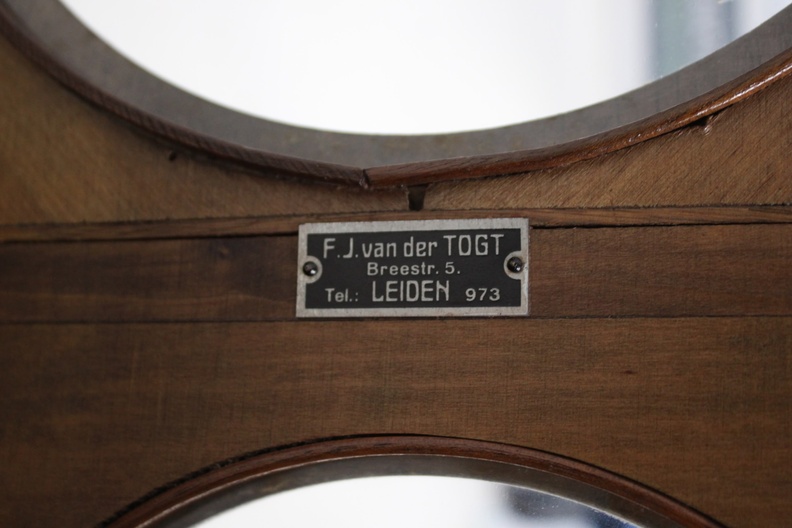 F.J. van der TOGT
Breestr. 5.
Tel.: LEIDEN 973